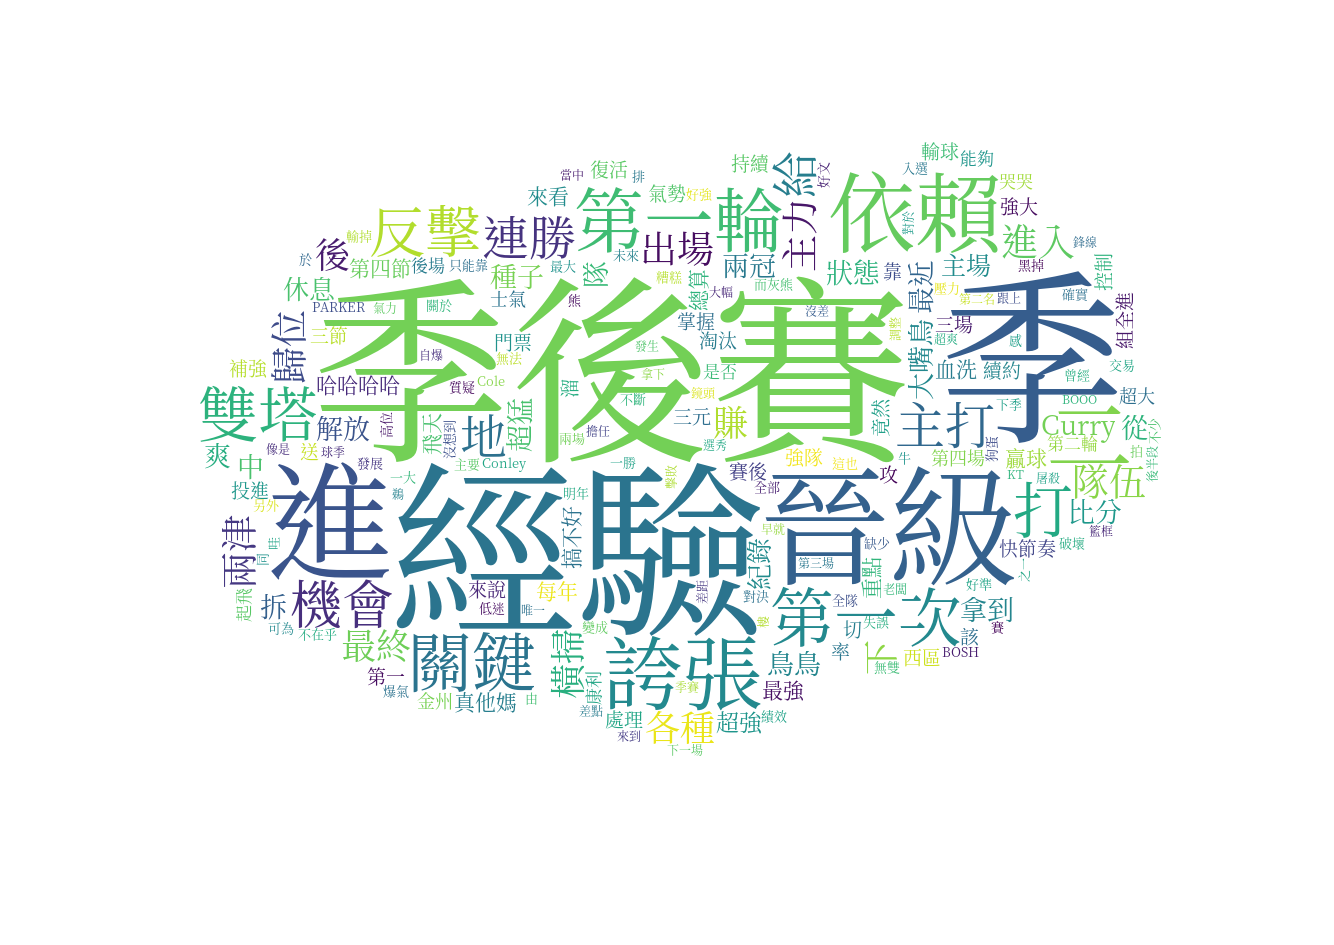 季後賽
經驗
季
進
晉級
依賴
誇張
第一輪
第一次
關鍵
雙塔
反擊
連勝
機會
主打
打
二
隊伍
地
出場
主力
給
進入
後
歸位
兩津
最終
橫掃
各種
鳥鳥
Curry
從
兩冠
狀態
主場
最近
大嘴鳥
靠
種子
隊
休息
第四節
後場
只能靠
最大
未來
糟糕
總算
大幅
而灰熊
沒差
氣勢
好強
持續
好文
復活
當中
排
來看
輸掉
於
PARKER
氣力
關於
士氣
熊
三節
補強
哈哈哈哈
門票
無法
自爆
質疑
Cole
發生
拿下
不斷
掌握
淘汰
是否
鏡頭
三元
賺
選秀
兩場
擔任
溜
超猛
飛天
沒想到
高位
解放
爽
中
送
像是
球季
發展
投進
另外
一大
鵜
主要
Conley
一勝
擊敗
明年
搞不好
哇
同
起飛
拆
可為
不在乎
來說
低迷
唯一
每年
變成
第一
爆氣
金州
真他媽
由
康利
差點
處理
來到
季賽
下一場
超強
績效
最強
率
切
失誤
全隊
對決
差距
紀錄
早就
第三場
缺少
重點
老闆
好準
之一
該
賽
拿到
BOSH
西區
無雙
快節奏
破壞
籃框
比分
屠殺
KT
贏球
狗蛋
第四場
牛
攻
這也
強隊
賽後
全部
竟然
調整
血洗
續約
超爽
三場
壓力
第二名
跟上
感
確實
黑掉
鋒線
控制
組全進
交易
曾經
BOOO
下季
超大
第二輪
不少
後半段
強大
哭哭
能夠
輸球
入選
對於